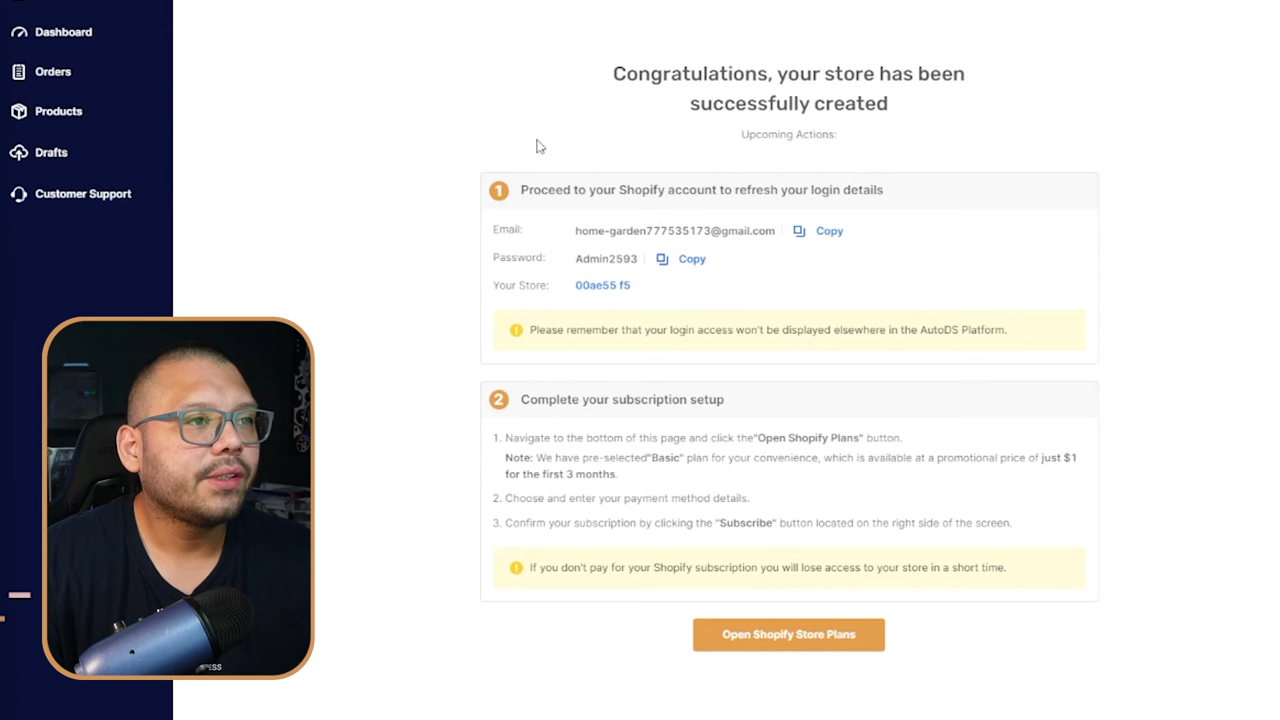 Dashboard
Orders
Products
Drafts
Customer Support
Congratulations, your store has been
successfully created
Upcoming Actions:
1 Proceed to your Shopify account to refresh your login details
Email: home-garden777535173@gmail.com Copy
Password: Admin2593 Copy
Your Store: 00ae55 f5
Please remember that your login access won't be displayed elsewhere in the AutoDS Platform.
2 Complete your subscription setup
1. Navigate to the bottom of this page and click the"Open Shopify Plans" button.
Note: We have pre-selected"Basic" plan for your convenience, which is available at a promotional price of just $1
for the first 3 months.
2. Choose and enter your payment method details.
3. Confirm your subscription by clicking the "Subscribe" button located on the right side of the screen.
If you don't pay for your Shopify subscription you will lose access to your store in a short time.
Open Shopify Store Plans